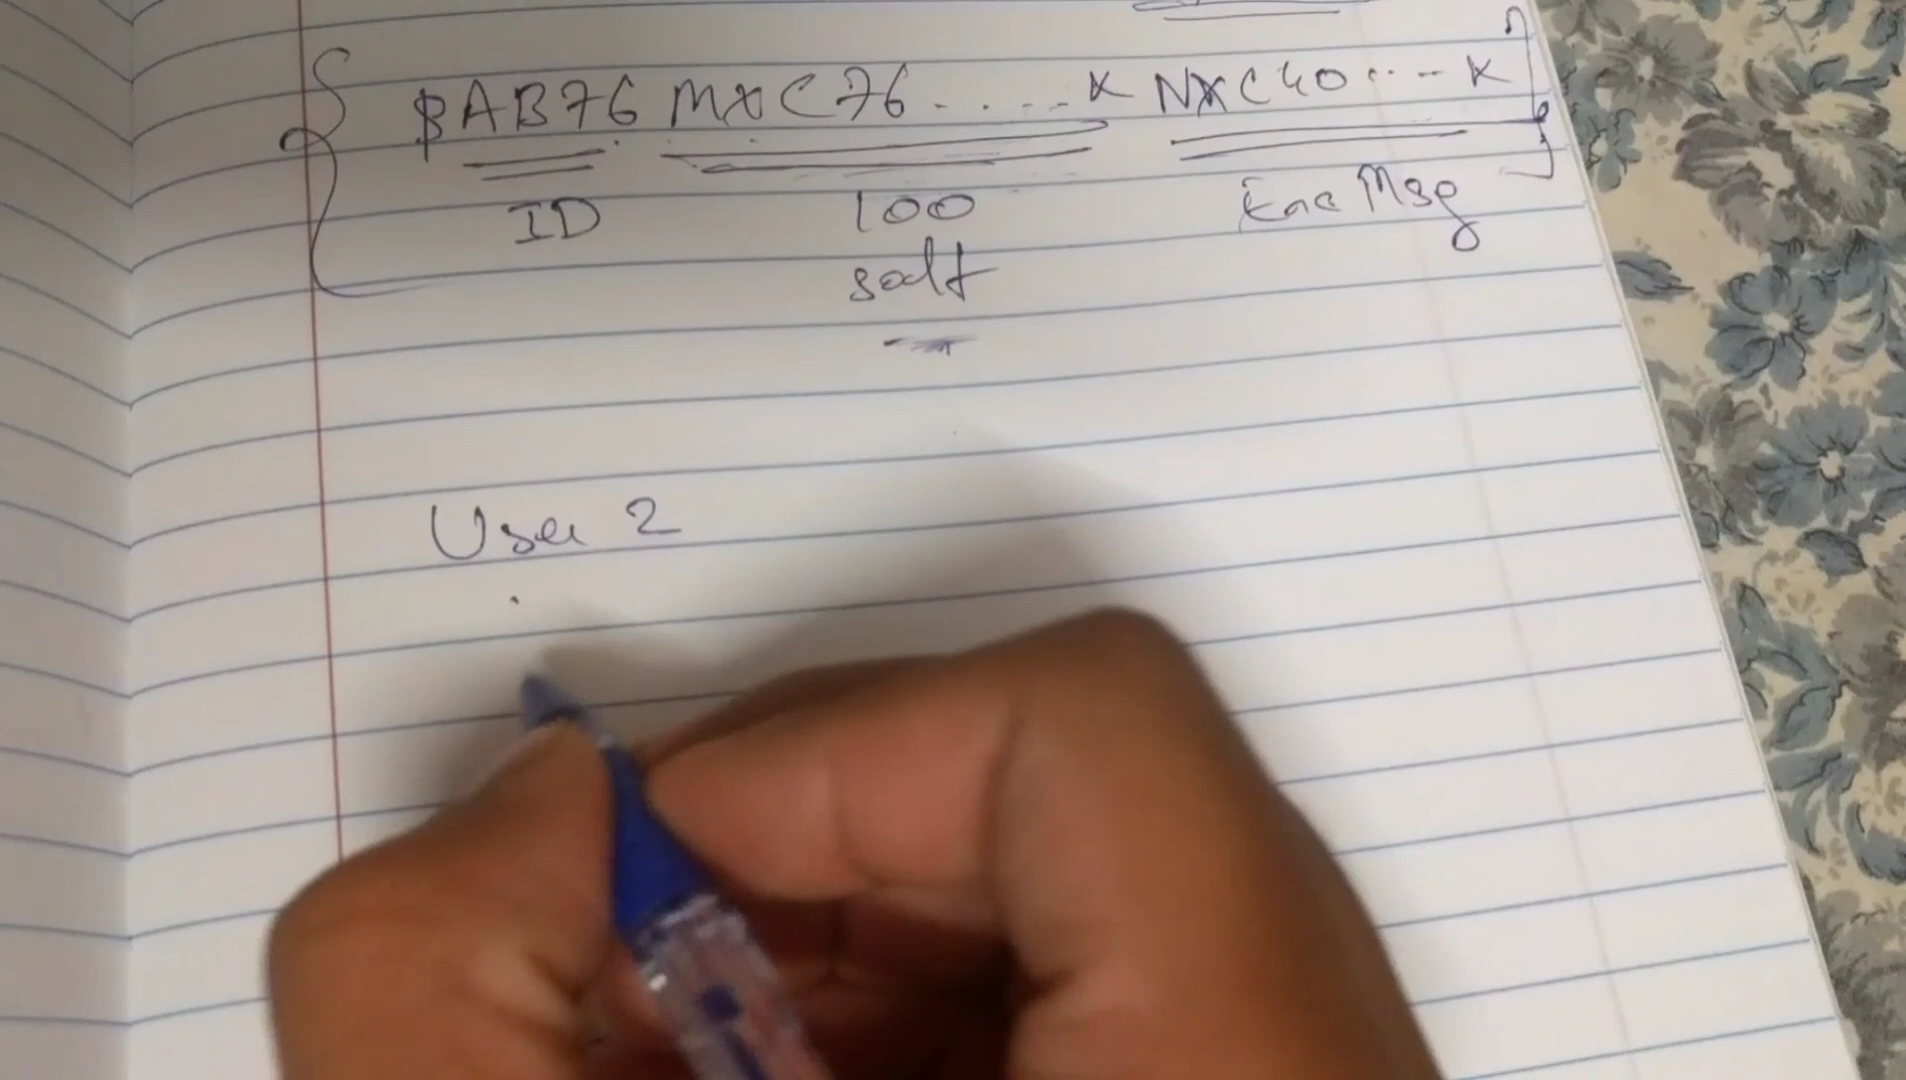 $AB76 MXC76.....K NXC40...-K
ID 100 Enc Msg
salt
User 2